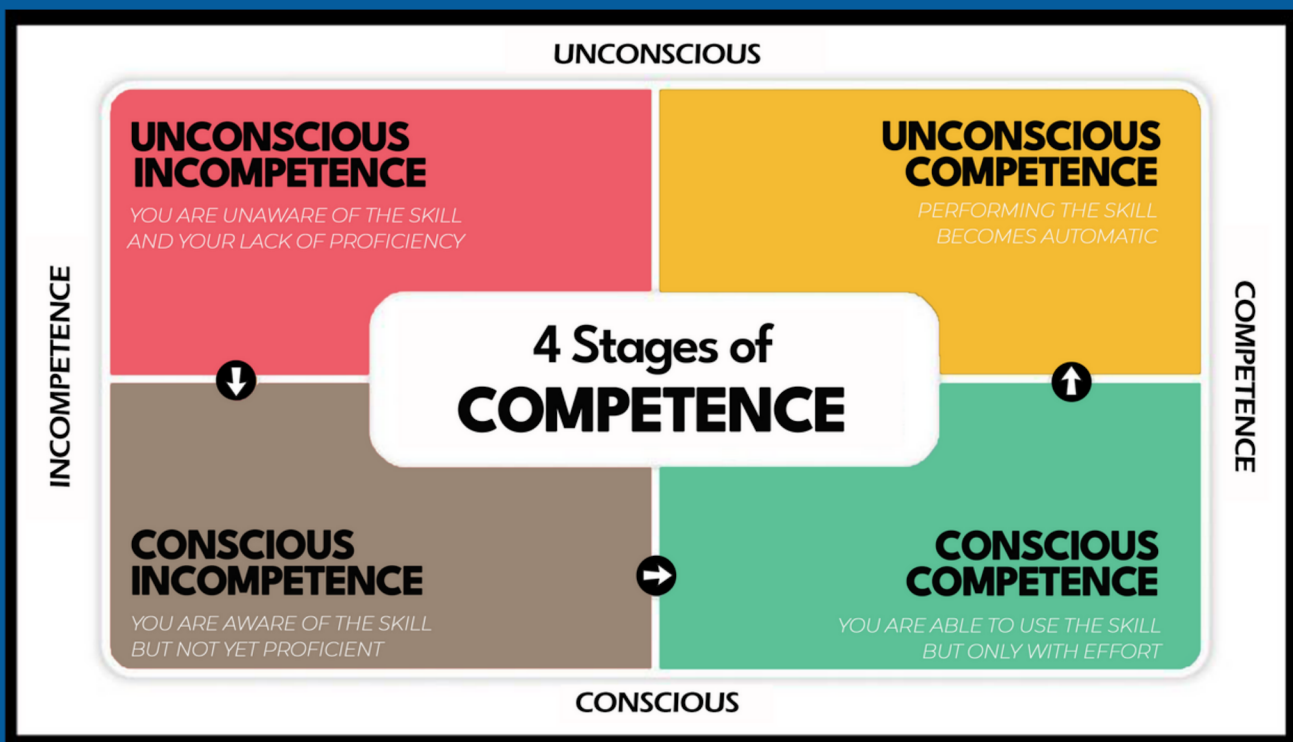 UNCONSCIOUS
UNCONSCIOUS
INCOMPETENCE
YOU ARE UNAWARE OF THE SKILL
AND YOUR LACK OF PROFICIENCY
UNCONSCIOUS
COMPETENCE
PERFORMING THE SKILL
BECOMES AUTOMATIC
INCOMPETENCE
4 Stages of
COMPETENCE
COMPETENCE
CONSCIOUS
INCOMPETENCE
YOU ARE AWARE OF THE SKILL
BUT NOT YET PROFICIENT
CONSCIOUS
COMPETENCE
YOU ARE ABLE TO USE THE SKILL
BUT ONLY WITH EFFORT
CONSCIOUS